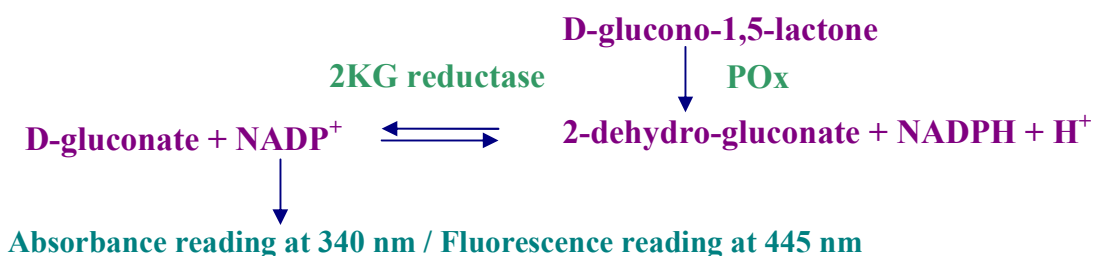 D-glucono-1,5-lactone
2KG reductase POx
D-gluconate + NADP⁺ 2-dehydro-gluconate + NADPH + H⁺
Absorbance reading at 340 nm / Fluorescence reading at 445 nm